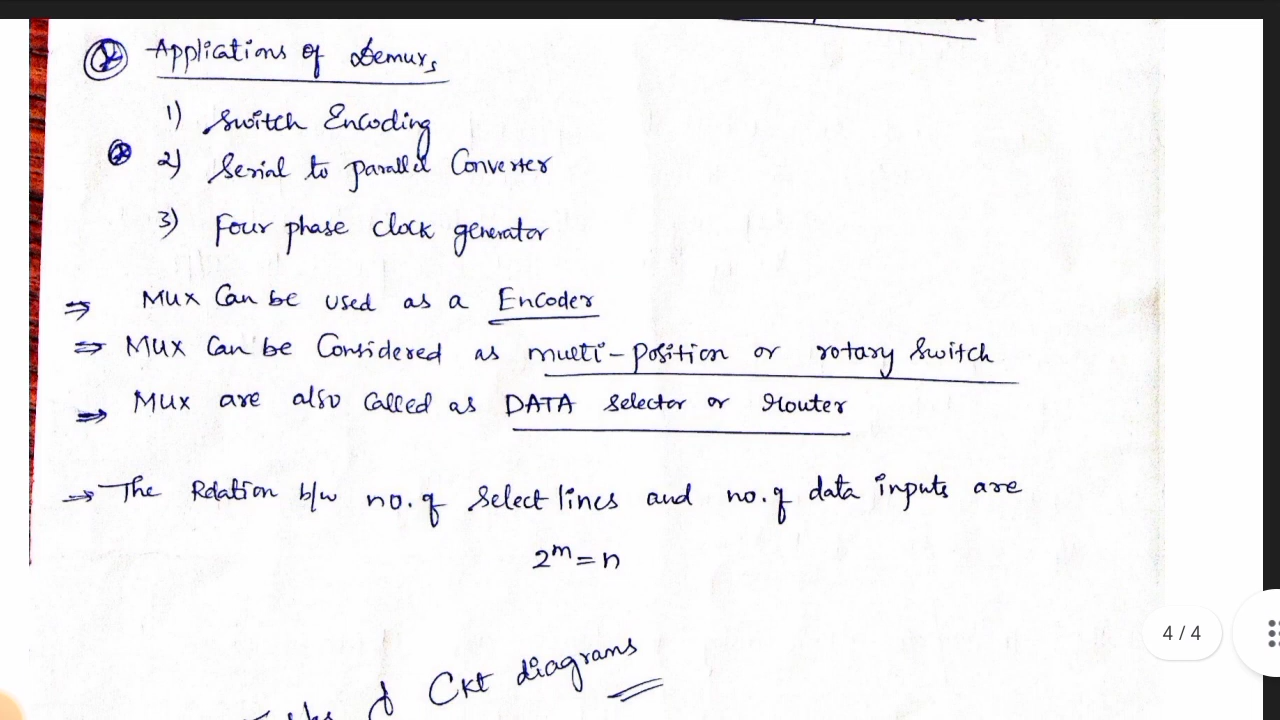 Appliations of Demux,
1) Switch Encoding
2) Serial to parallel Converter
3) Four phase clock generator
⇒ MUX Can be used as a Encoder
⇒ MUX Can be Considered as multi-position or rotary Switch
⇒ MUX are also Called as DATA Selector or Router
→ The Relation b/w no. of Select lines and no. of data inputs are
2^m = n
& Ckt diagrams
4 / 4